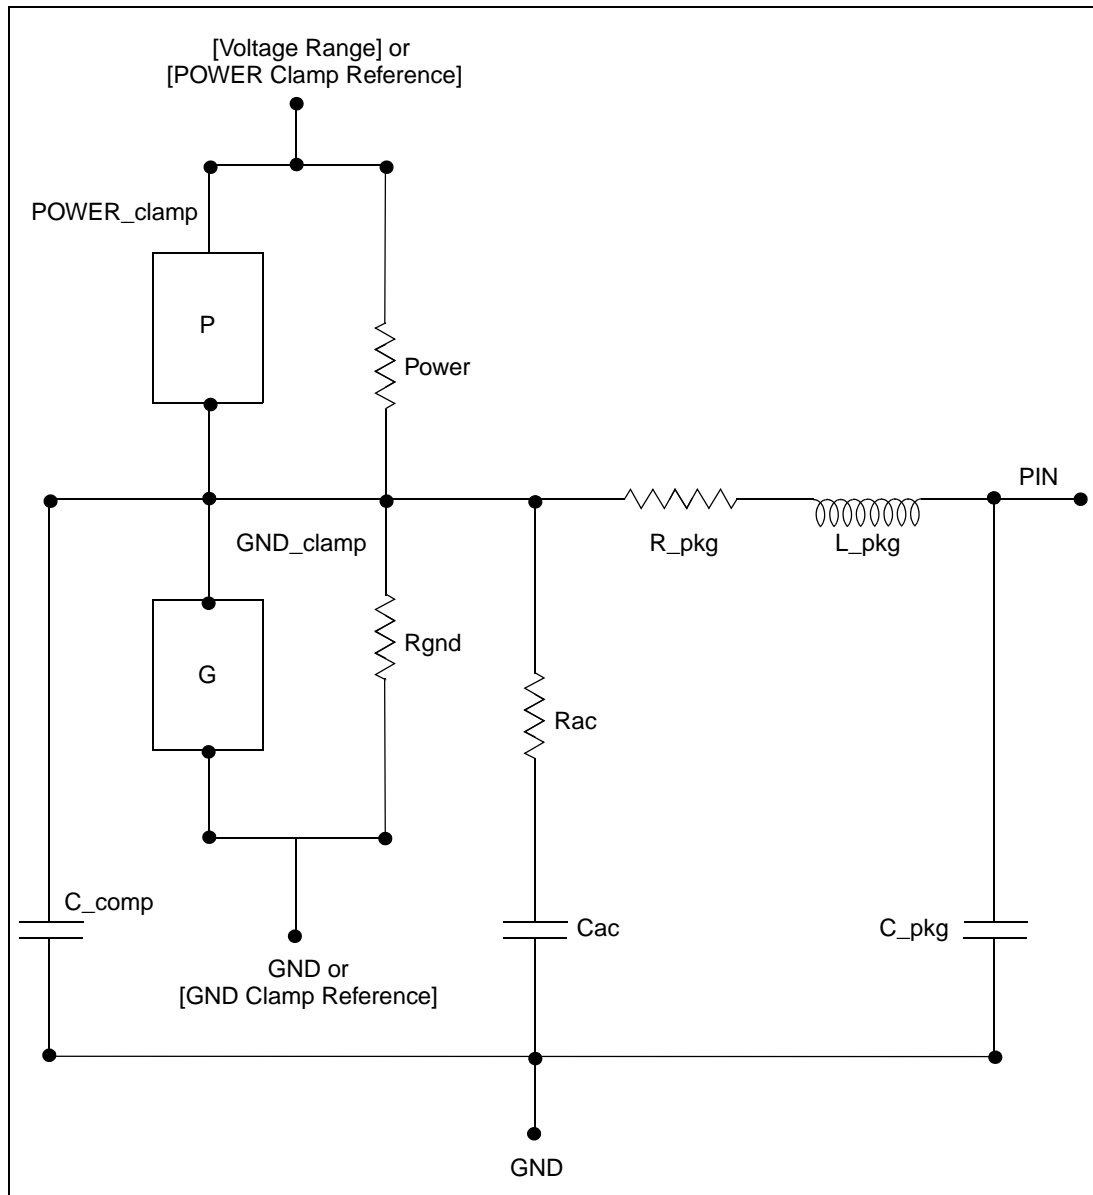 [Voltage Range] or
[POWER Clamp Reference]
POWER_clamp
P
Power
PIN
GND_clamp
R_pkg
L_pkg
Rgnd
G
Rac
C_comp
Cac
C_pkg
GND or
[GND Clamp Reference]
GND